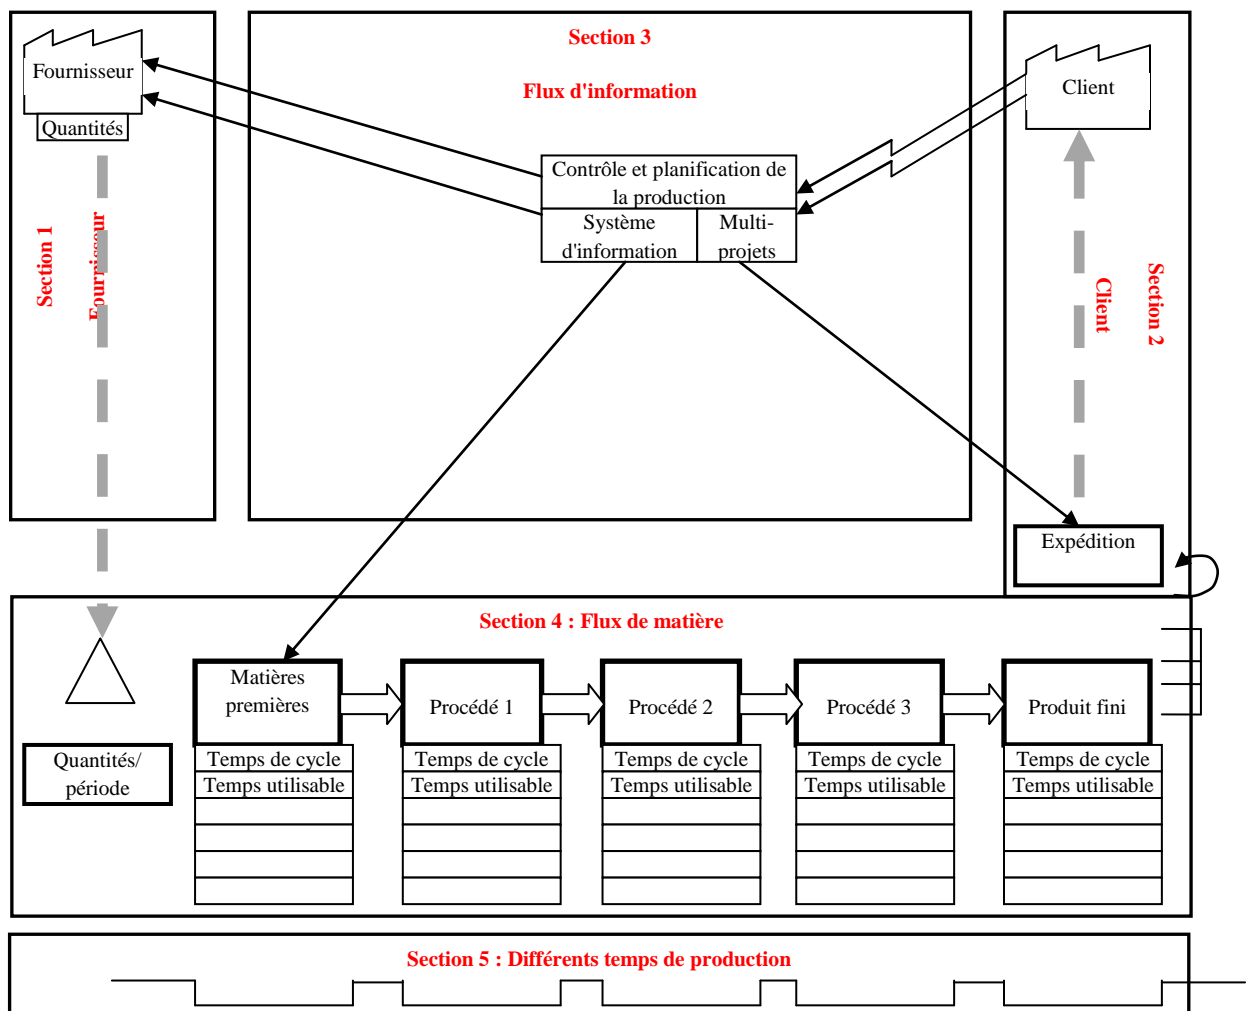 Section 3
Flux d'information
Fournisseur
Quantités
Section 1
Fournisseur
Contrôle et planification de
la production
Système
d'information
Multi-
projets
Client
Client
Section 2
Expédition
Section 4 : Flux de matière
Quantités/
période
Matières
premières
Temps de cycle
Temps utilisable
Procédé 1
Temps de cycle
Temps utilisable
Procédé 2
Temps de cycle
Temps utilisable
Procédé 3
Temps de cycle
Temps utilisable
Produit fini
Temps de cycle
Temps utilisable
Section 5 : Différents temps de production